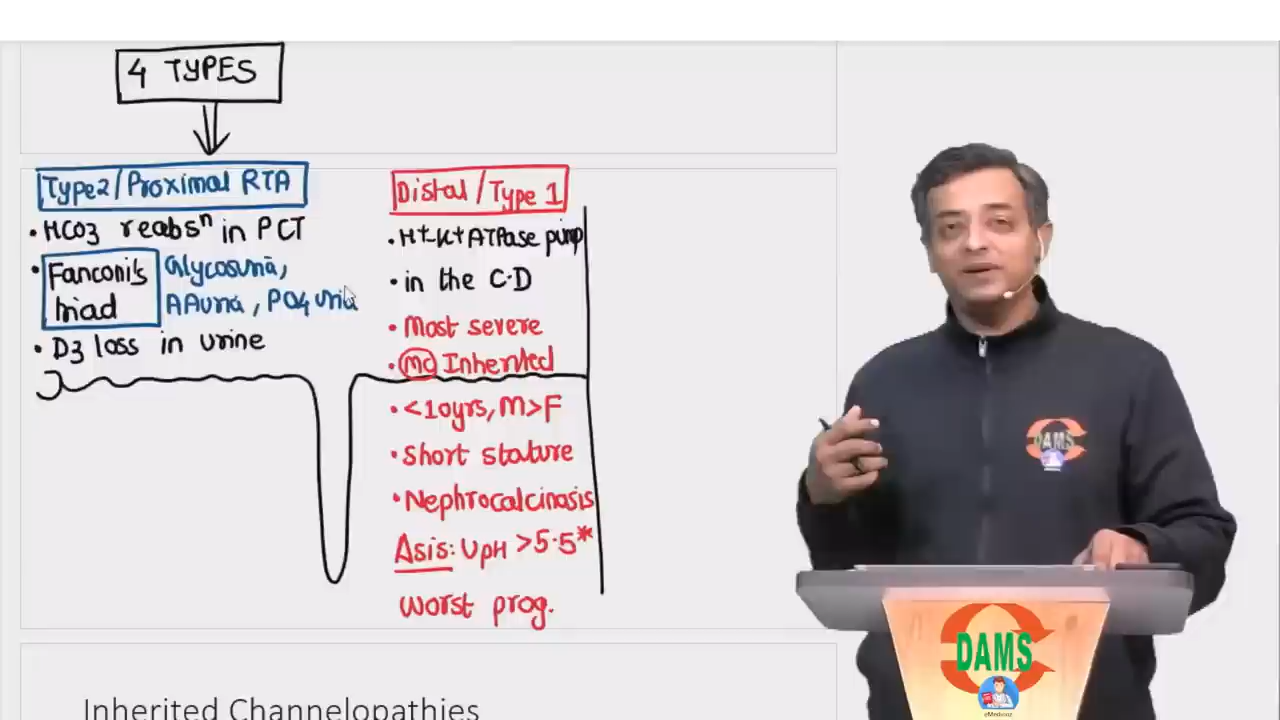 4 TYPES
Type2/Proximal RTA
• HCO3 reabsⁿ in PCT
• Fanconi's triad
Glycosuria,
AAuria, PO4 uria
• D3 loss in urine
Distal/Type 1
• H+-K+ ATPase pump
• in the C.D
• Most severe
• MC Inherited
• <10yrs, M>F
• Short stature
• Nephrocalcinosis
Asis: UpH >5.5*
worst prog.
Inherited Channelopathies
DAMS
DAMS
eMedicoz